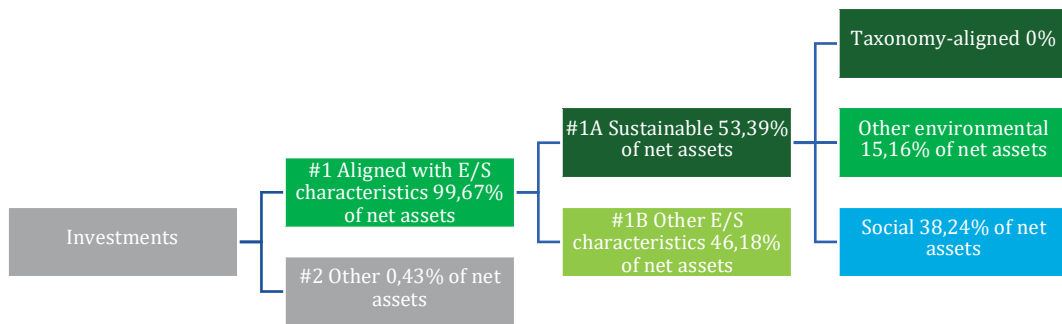 Investments
#1 Aligned with E/S
characteristics 99,67%
of net assets
#2 Other 0,43% of net
assets
#1A Sustainable 53,39%
of net assets
#1B Other E/S
characteristics 46,18%
of net assets
Taxonomy-aligned 0%
Other environmental
15,16% of net assets
Social 38,24% of net
assets